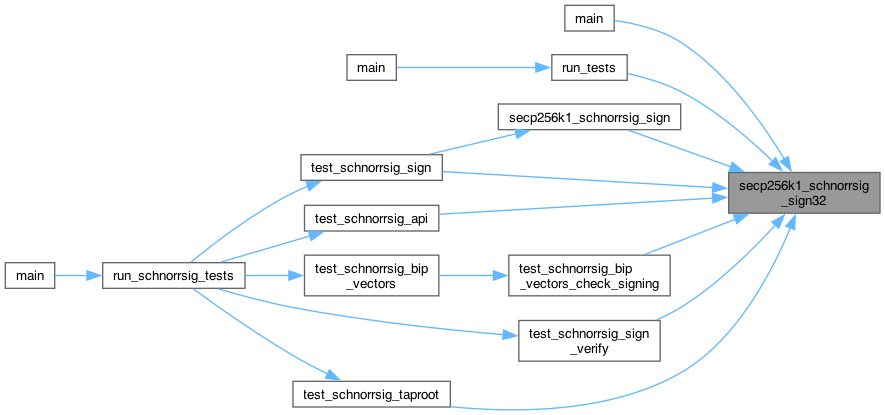 main
main
run_tests
secp256k1_schnorrsig_sign
test_schnorrsig_sign
secp256k1_schnorrsig
_sign32
test_schnorrsig_api
main
run_schnorrsig_tests
test_schnorrsig_bip
_vectors
test_schnorrsig_bip
_vectors_check_signing
test_schnorrsig_sign
_verify
test_schnorrsig_taproot